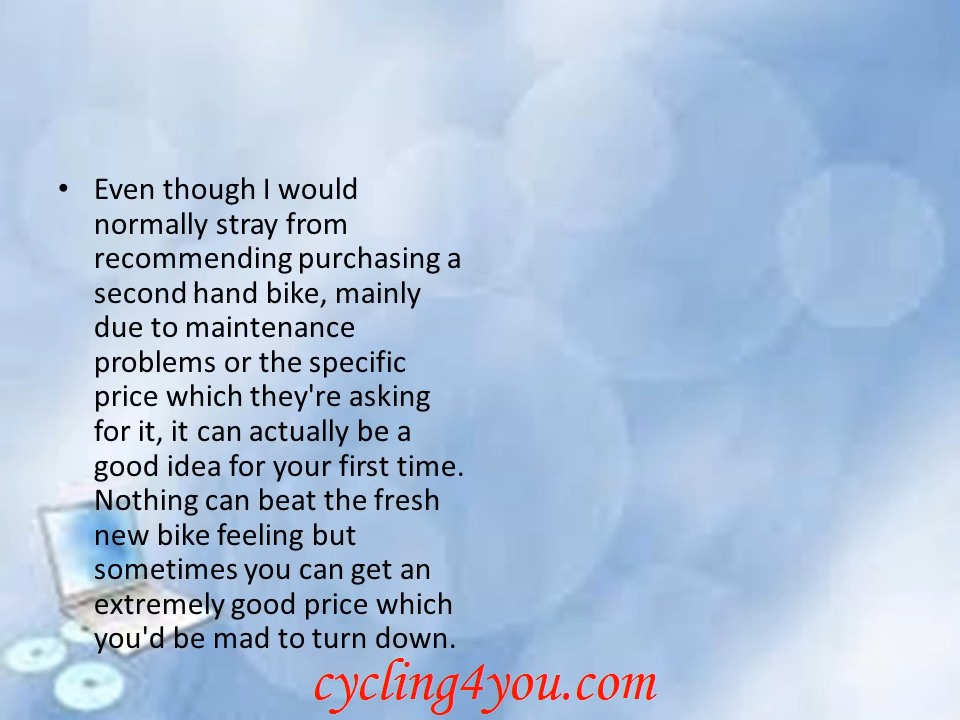 • Even though I would
normally stray from
recommending purchasing a
second hand bike, mainly
due to maintenance
problems or the specific
price which they're asking
for it, it can actually be a
good idea for your first time.
Nothing can beat the fresh
new bike feeling but
sometimes you can get an
extremely good price which
you'd be mad to turn down.
cycling4you.com